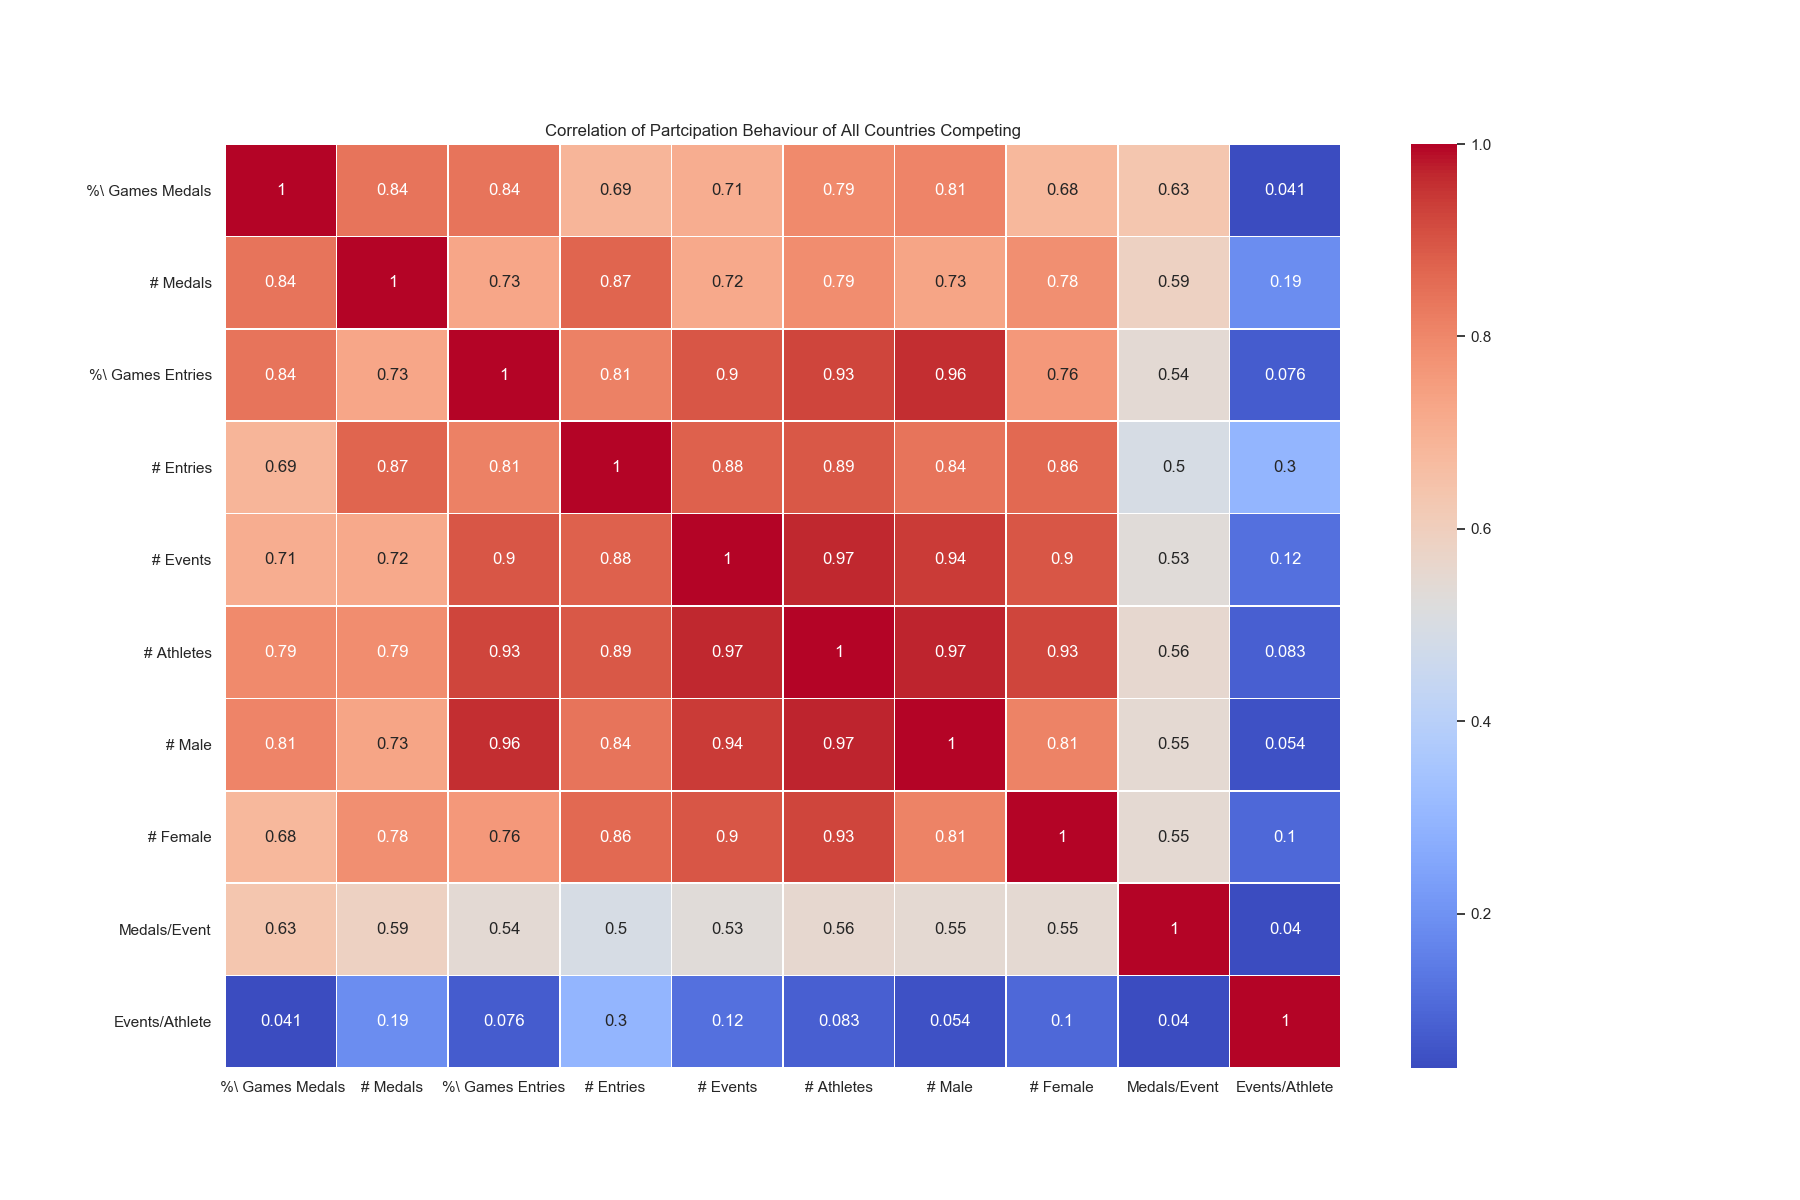 Correlation of Partcipation Behaviour of All Countries Competing
%\ Games Medals 1 0.84 0.84 0.69 0.71 0.79 0.81 0.68 0.63 0.041
# Medals 0.84 1 0.73 0.87 0.72 0.79 0.73 0.78 0.59 0.19
%\ Games Entries 0.84 0.73 1 0.81 0.9 0.93 0.96 0.76 0.54 0.076
# Entries 0.69 0.87 0.81 1 0.88 0.89 0.84 0.86 0.5 0.3
# Events 0.71 0.72 0.9 0.88 1 0.97 0.94 0.9 0.53 0.12
# Athletes 0.79 0.79 0.93 0.89 0.97 1 0.97 0.93 0.56 0.083
# Male 0.81 0.73 0.96 0.84 0.94 0.97 1 0.81 0.55 0.054
# Female 0.68 0.78 0.76 0.86 0.9 0.93 0.81 1 0.55 0.1
Medals/Event 0.63 0.59 0.54 0.5 0.53 0.56 0.55 0.55 1 0.04
Events/Athlete 0.041 0.19 0.076 0.3 0.12 0.083 0.054 0.1 0.04 1
%\ Games Medals # Medals %\ Games Entries # Entries # Events # Athletes # Male # Female Medals/Event Events/Athlete
1.0
0.8
0.6
0.4
0.2